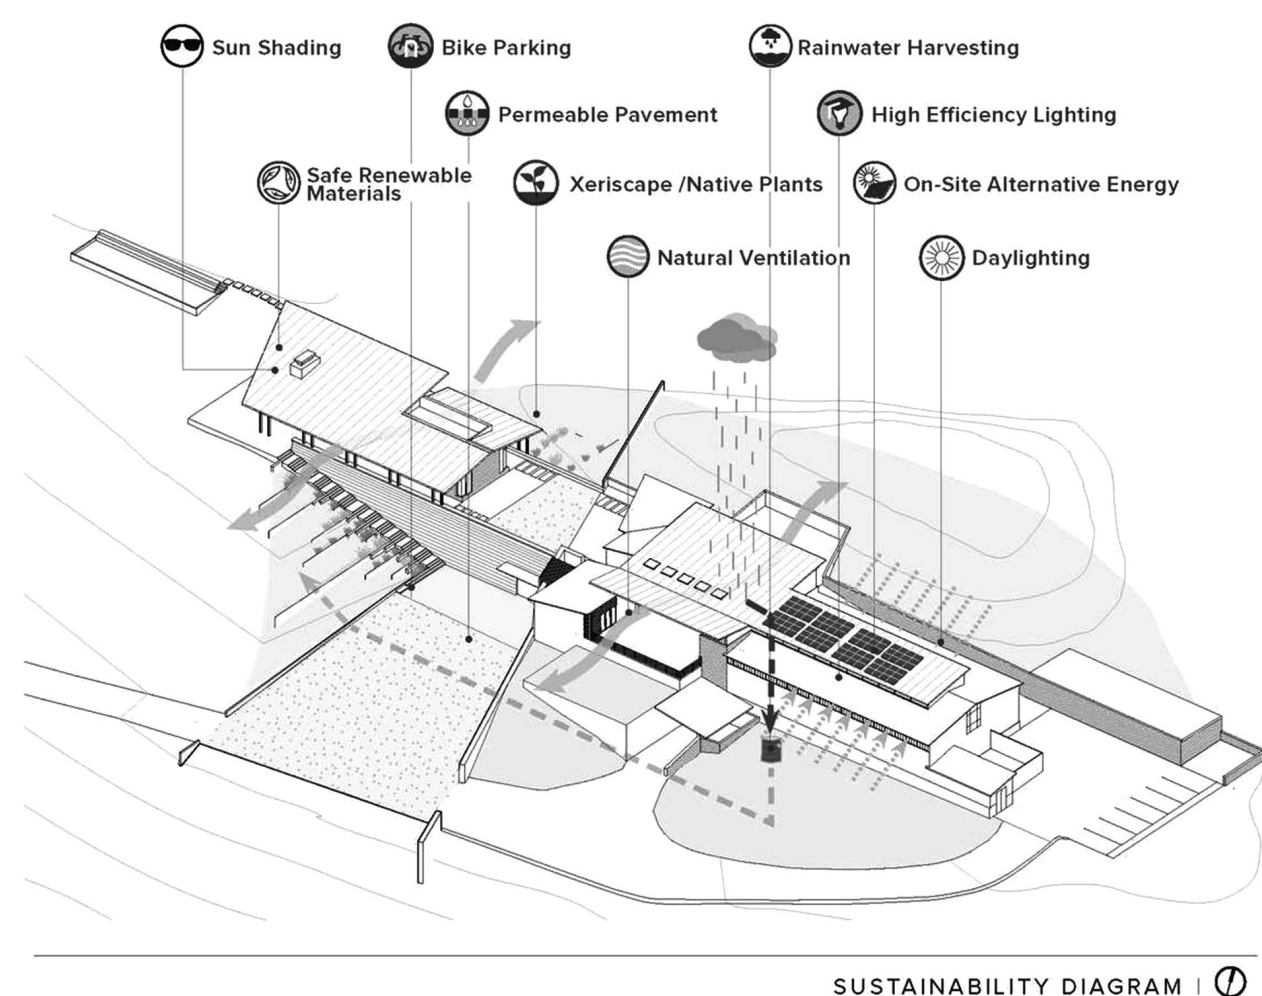 Sun Shading
Bike Parking
Rainwater Harvesting
Permeable Pavement
High Efficiency Lighting
Safe Renewable
Materials
Xeriscape /Native Plants
On-Site Alternative Energy
Natural Ventilation
Daylighting
SUSTAINABILITY DIAGRAM |